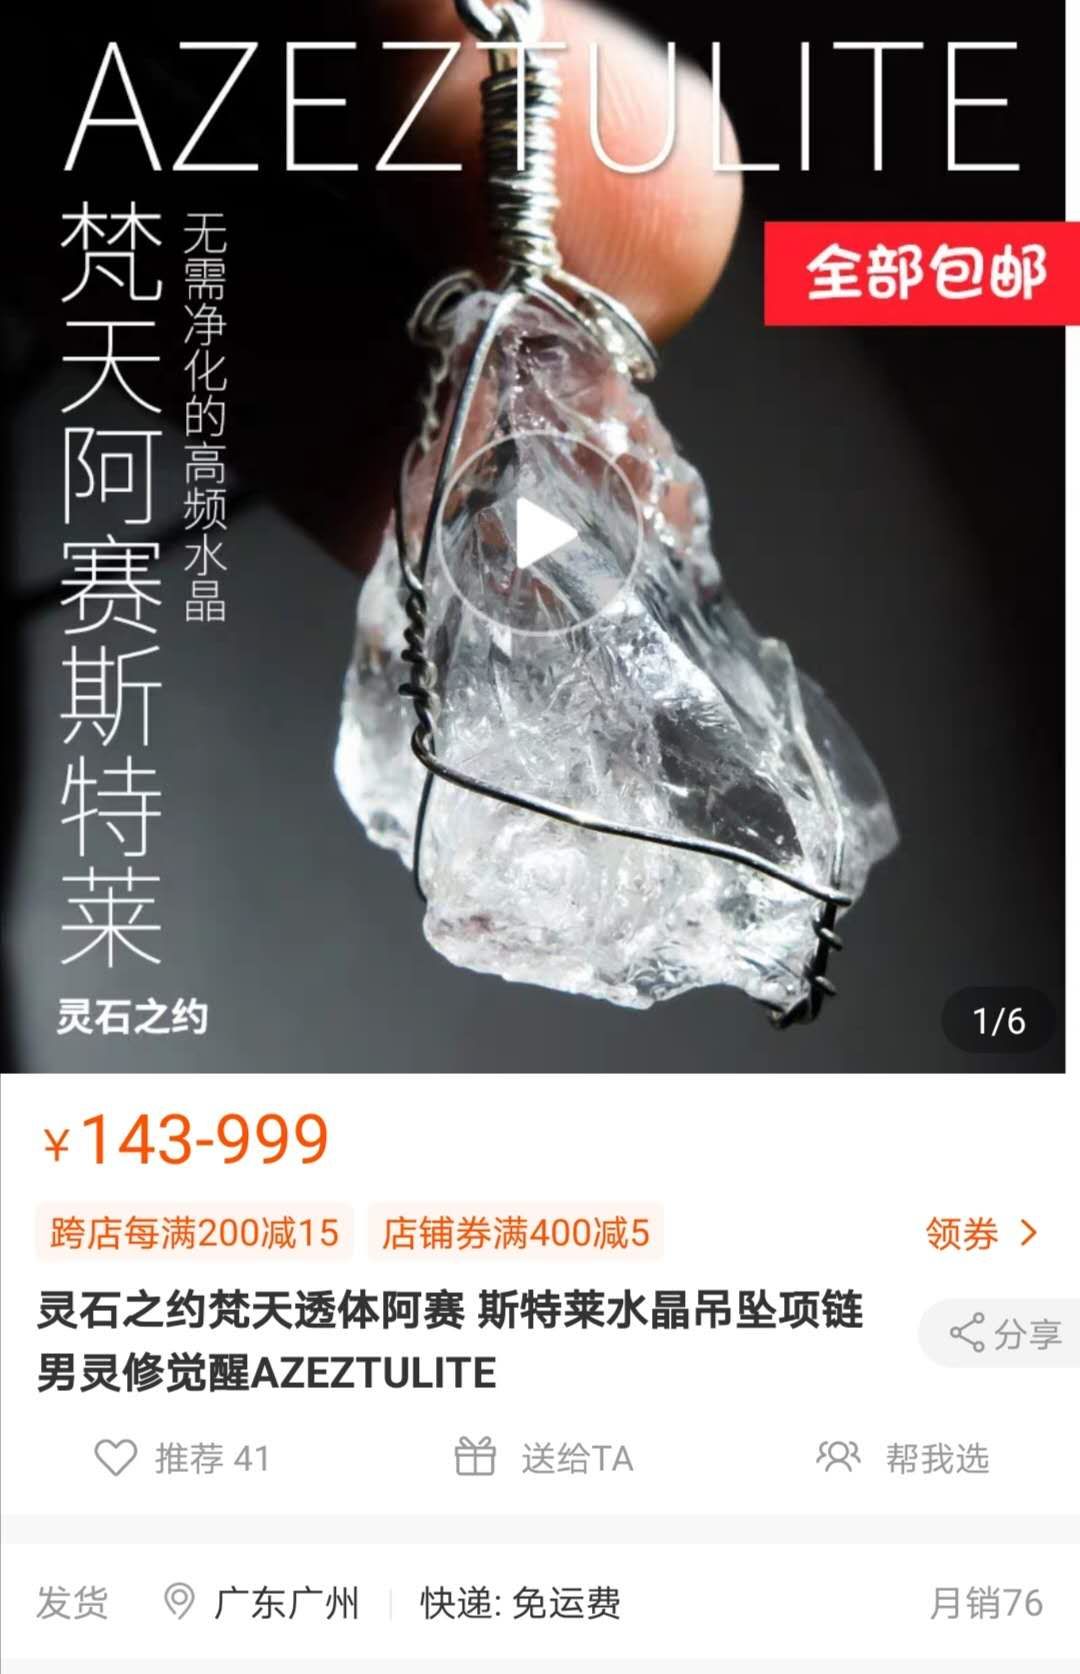 AZEZTULITE
梵天阿赛斯特莱
无需净化的高频水晶
全部包邮
灵石之约
1/6
¥143-999
跨店每满200减15 店铺券满400减5 领券
灵石之约梵天透体阿赛 斯特莱水晶吊坠项链
男灵修觉醒AZEZTULITE
分享
推荐 41 送给TA 帮我选
发货 广东广州 快递: 免运费 月销76